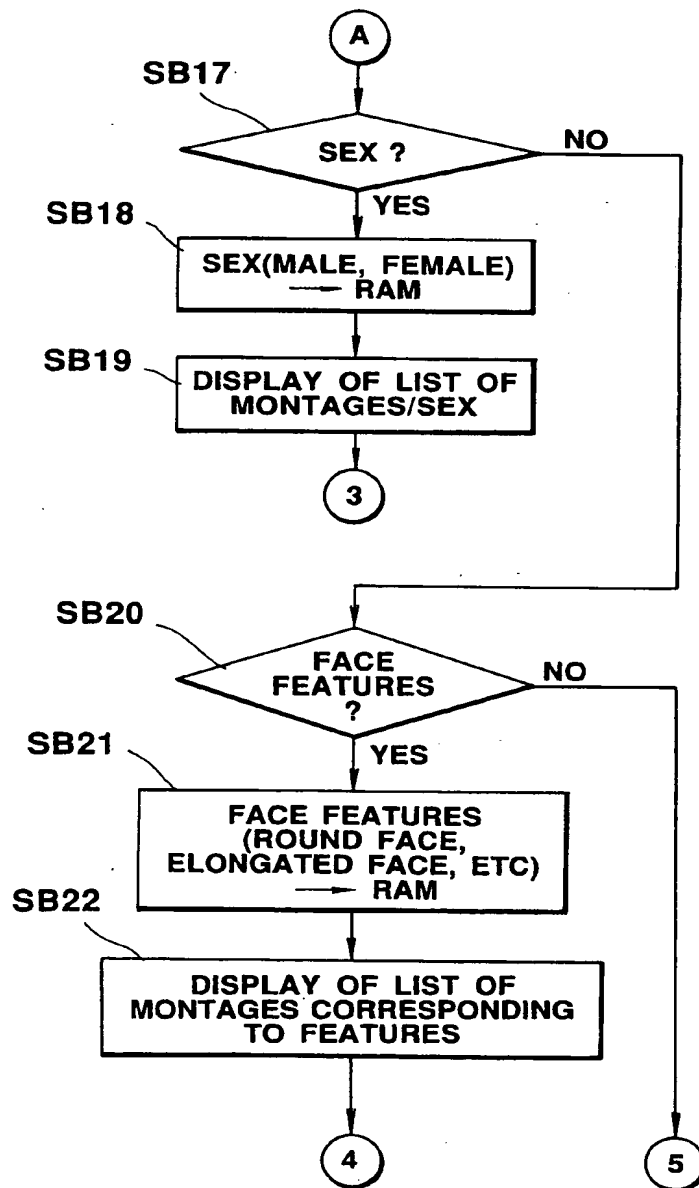 A
SB17
SEX ?
NO
YES
SB18
SEX(MALE, FEMALE)
→ RAM
SB19
DISPLAY OF LIST OF
MONTAGES/SEX
3
SB20
FACE
FEATURES
?
NO
YES
SB21
FACE FEATURES
(ROUND FACE,
ELONGATED FACE, ETC)
→ RAM
SB22
DISPLAY OF LIST OF
MONTAGES CORRESPONDING
TO FEATURES
4
5